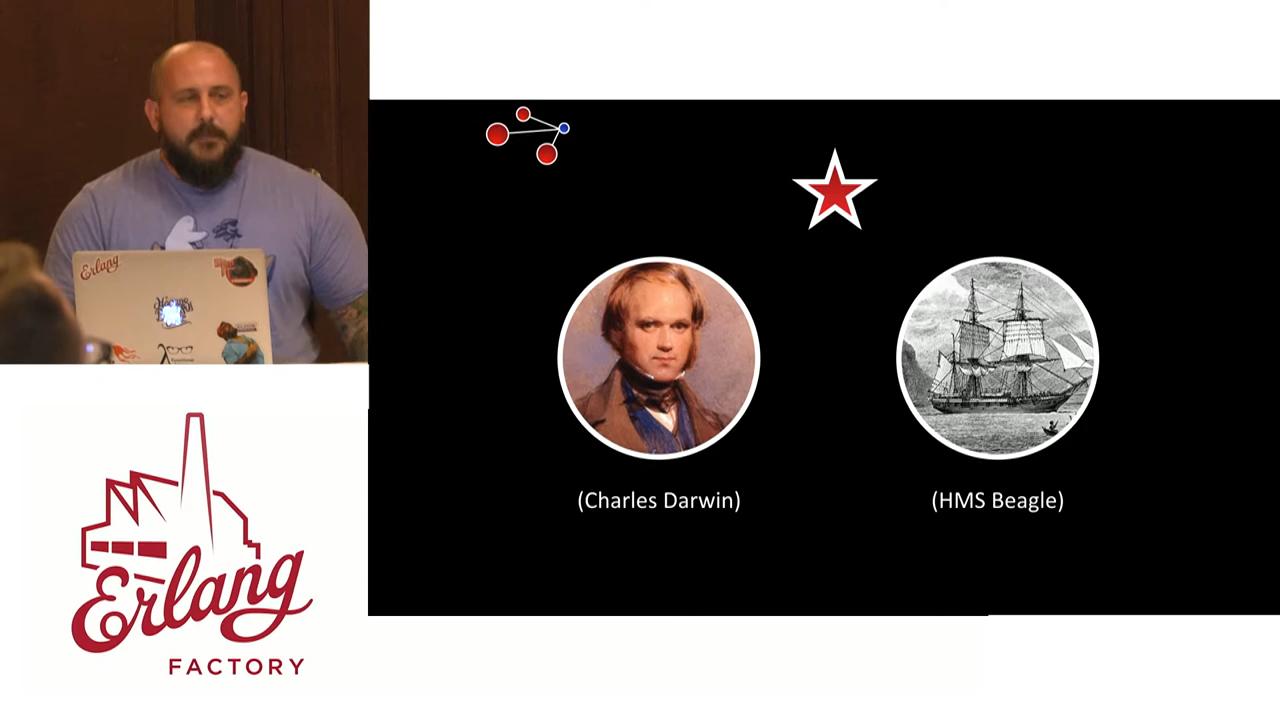 Erlang
(Charles Darwin)
(HMS Beagle)
Erlang
FACTORY